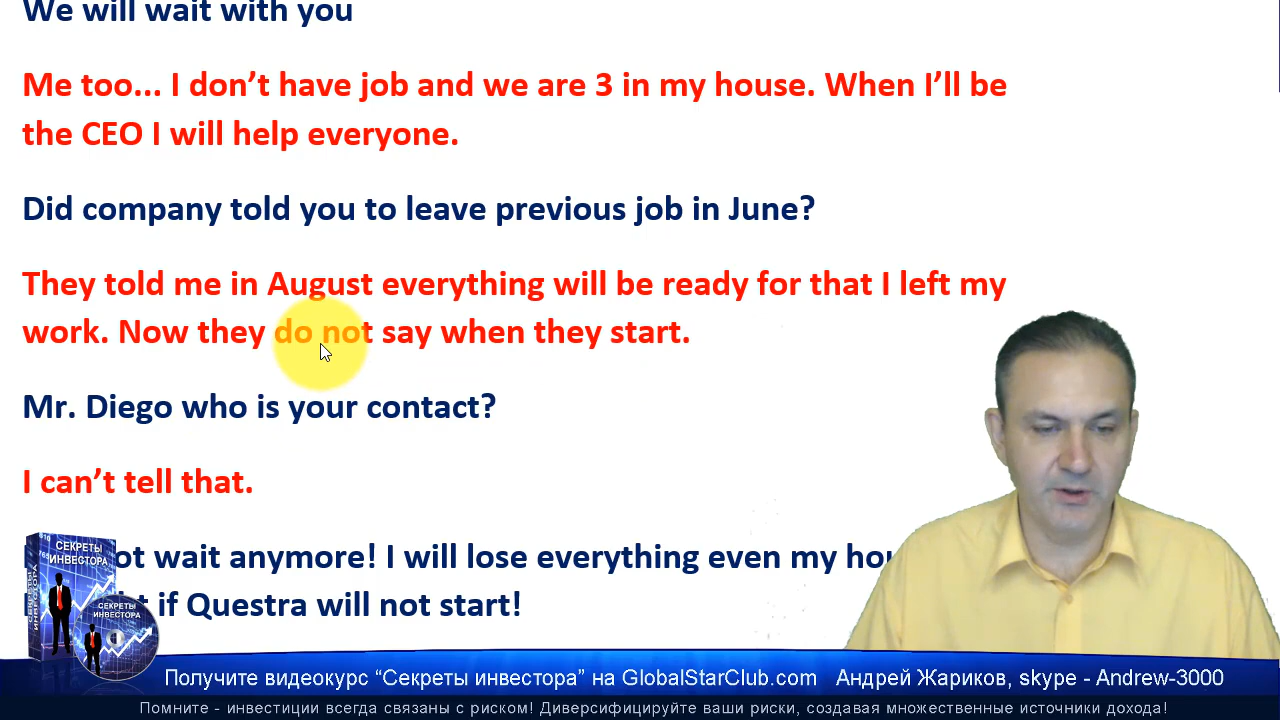 We will wait with you
Me too... I don’t have job and we are 3 in my house. When I’ll be
the CEO I will help everyone.
Did company told you to leave previous job in June?
They told me in August everything will be ready for that I left my
work. Now they do not say when they start.
Mr. Diego who is your contact?
I can’t tell that.
wait anymore! I will lose everything even my
if Questra will not start!
СЕКРЕТЫ
ИНВЕСТОРА
СЕКРЕТЫ
ИНВЕСТОРА
СЕКРЕТЫ
ИНВЕСТОРА
Получите видеокурс “Секреты инвестора” на GlobalStarClub.com Андрей Жариков, skype - Andrew-3000
Помните - инвестиции всегда связаны с риском! Диверсифицируйте ваши риски, создавая множественные источники дохода!